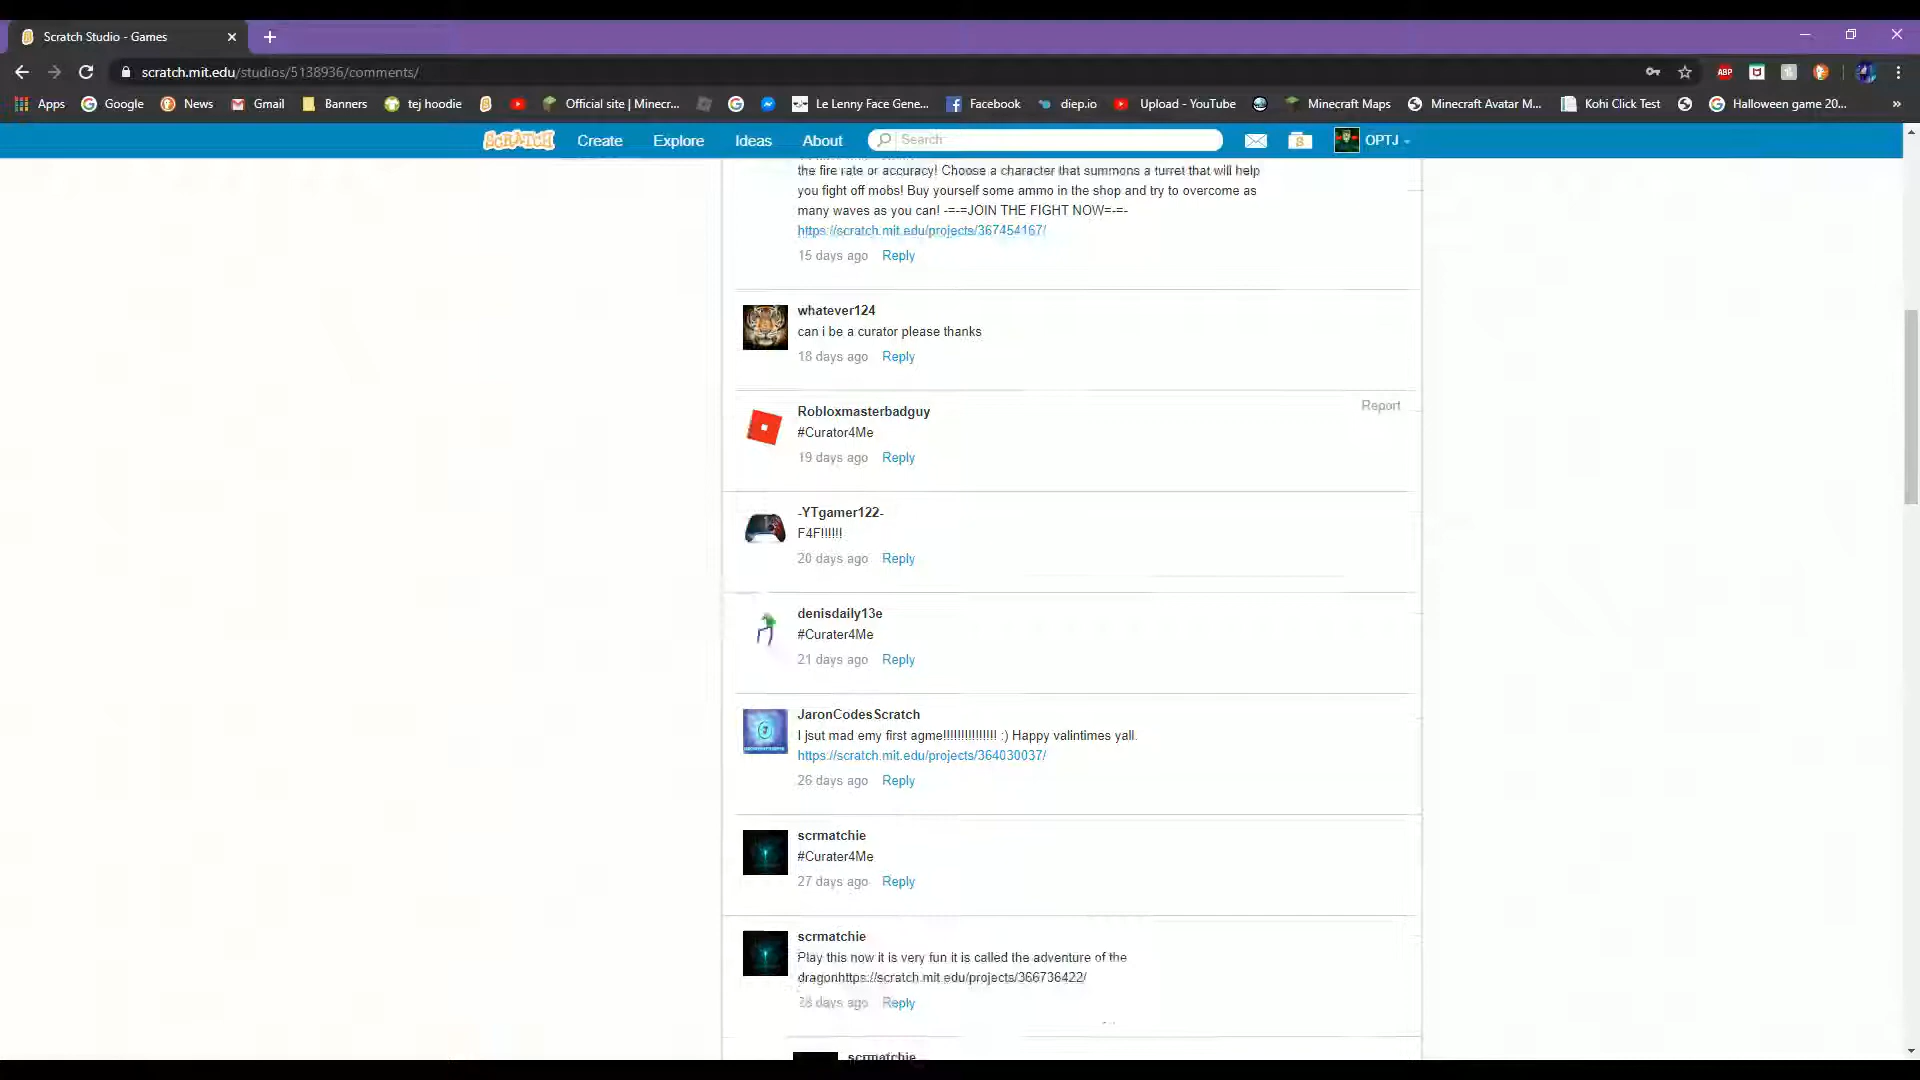 Scratch Studio - Games
scratch.mit.edu/studios/5138936/comments/
ABP
Apps Google News Gmail Banners tej hoodie Official site | Minecr... Le Lenny Face Gene... Facebook diep.io Upload - YouTube Minecraft Maps Minecraft Avatar M... Kohi Click Test Halloween game 20... »
SCRATCH Create Explore Ideas About Search OPTJ
the fire rate or accuracy! Choose a character that summons a turret that will help
you fight off mobs! Buy yourself some ammo in the shop and try to overcome as
many waves as you can! -=-=JOIN THE FIGHT NOW=-=-
https://scratch.mit.edu/projects/367454167/
15 days ago Reply
whatever124
can i be a curator please thanks
18 days ago Reply
Robloxmasterbadguy
Report
#Curator4Me
19 days ago Reply
-YTgamer122-
F4F!!!!!!
20 days ago Reply
denisdaily13e
#Curater4Me
21 days ago Reply
JaronCodesScratch
I jsut mad emy first agme!!!!!!!!!!!!!!! :) Happy valintimes yall.
https://scratch.mit.edu/projects/364030037/
26 days ago Reply
scrmatchie
#Curater4Me
27 days ago Reply
scrmatchie
Play this now it is very fun it is called the adventure of the
dragonhttps://scratch.mit.edu/projects/366736422/
days ago Reply
scrmatchie